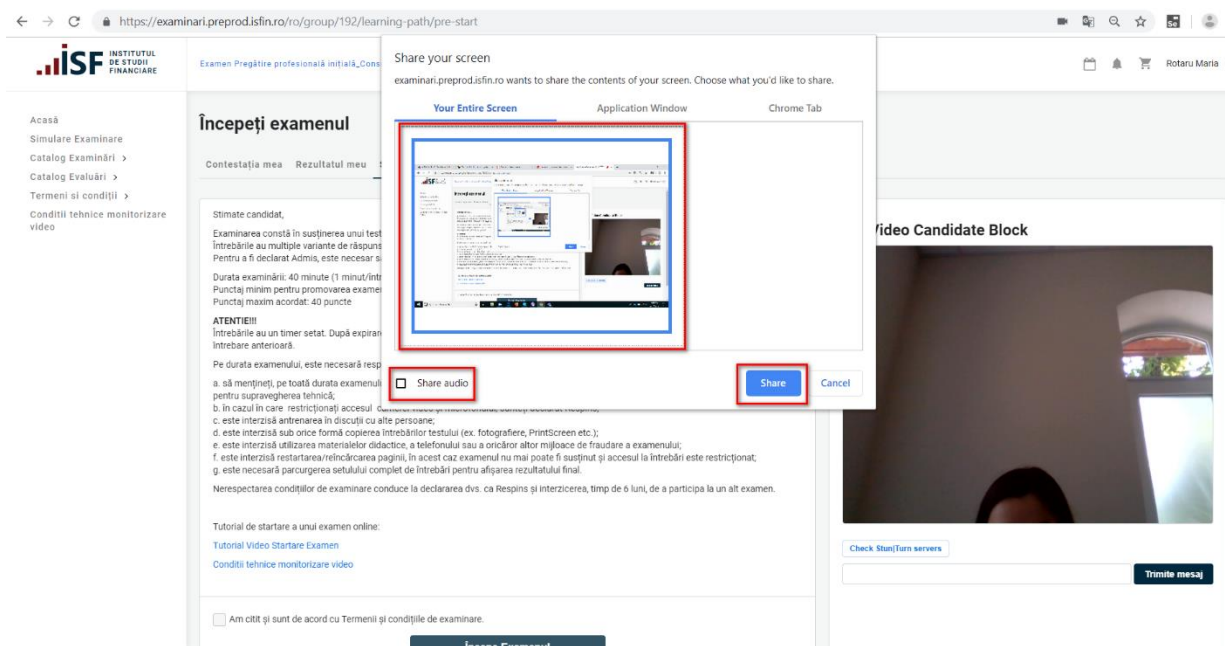 https://examinari.preprod.isfin.ro/ro/group/192/learning-path/pre-start
ISF INSTITUTUL
DE STUDII
FINANCIARE
Examen Pregătire profesională inițială_Cons
Rotaru Maria
Share your screen
examinari.preprod.isfin.ro wants to share the contents of your screen. Choose what you'd like to share.
Your Entire Screen
Application Window
Chrome Tab
Share audio
Share
Cancel
Acasă
Simulare Examinare
Catalog Examinări >
Catalog Evaluări >
Termeni si condiții >
Conditii tehnice monitorizare
video
Începeți examenul
Contestația mea
Rezultatul meu
Stimate candidat,
Examinarea constă în susținerea unui test
Întrebările au multiple variante de răspuns
Pentru a fi declarat Admis, este necesar s
Durata examinării: 40 minute (1 minut/într
Punctaj minim pentru promovarea exame
Punctaj maxim acordat: 40 puncte
ATENTIE!!!
Întrebările au un timer setat. După expirar
întrebare anterioară.
Pe durata examenului, este necesară resp
a. să mențineți, pe toată durata examenul
pentru supravegherea tehnică;
b. în cazul în care restricționați accesul
c. este interzisă antrenarea în discuții cu alte persoane;
d. este interzisă sub orice formă copierea întrebărilor testului (ex. fotografiere, PrintScreen etc.);
e. este interzisă utilizarea materialelor didactice, a telefonului sau a oricăror altor mijloace de fraudare a examenului;
f. este interzisă restartarea/reîncărcarea paginii, în acest caz examenul nu mai poate fi susținut și accesul la întrebări este restricționat;
g. este necesară parcurgerea setului complet de întrebări pentru afișarea rezultatului final.
Nerespectarea condițiilor de examinare conduce la declararea dvs. ca Respins și interzicerea, timp de 6 luni, de a participa la un alt examen.
Tutorial de startare a unui examen online:
Tutorial Video Startare Examen
Conditii tehnice monitorizare video
Am citit și sunt de acord cu Termenii și condițiile de examinare.
Video Candidate Block
Check Stun|Turn servers
Trimite mesaj